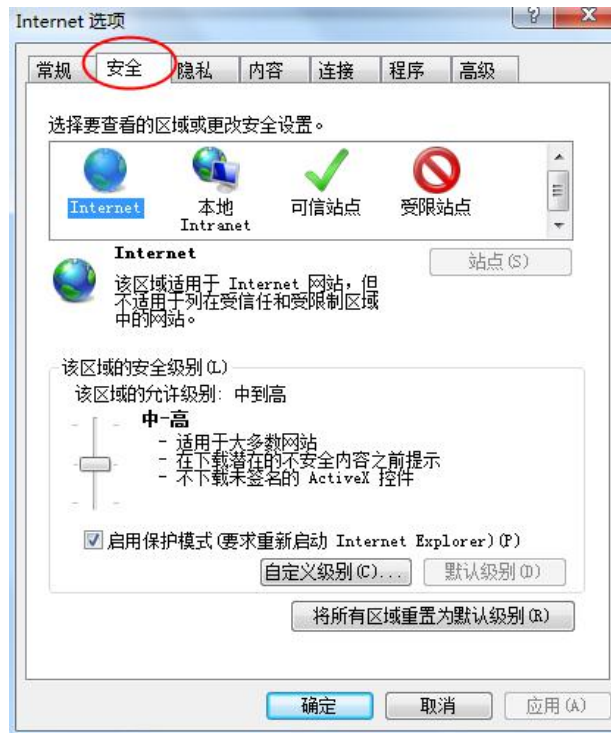 Internet 选项
常规 安全 隐私 内容 连接 程序 高级
选择要查看的区域或更改安全设置。
Internet 本地 可信站点 受限站点
Intranet
Internet
站点(S)
该区域适用于 Internet 网站，但
不适用于列在受信任和受限制区域
中的网站。
该区域的安全级别(L)
该区域的允许级别: 中到高
中-高
- 适用于大多数网站
- 在下载潜在的不安全内容之前提示
- 不下载未签名的 ActiveX 控件
启用保护模式(要求重新启动 Internet Explorer)(P)
自定义级别(C)... 默认级别(D)
将所有区域重置为默认级别(R)
确定 取消 应用(A)